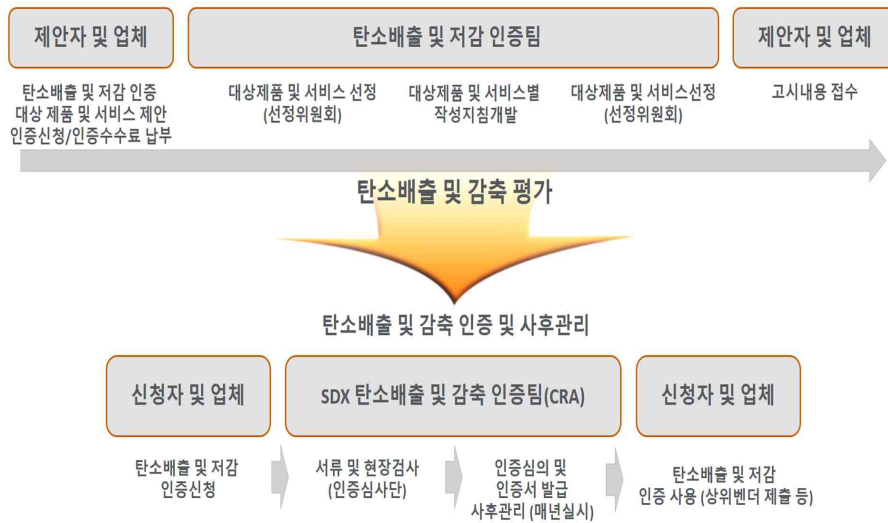 제안자 및 업체
탄소배출 및 저감 인증팀
제안자 및 업체
탄소배출 및 저감 인증
대상 제품 및 서비스 제안
인증신청/인증수수료 납부
대상제품 및 서비스 선정
(선정위원회)
대상제품 및 서비스별
작성지침개발
대상제품 및 서비스선정
(선정위원회)
고시내용 접수
탄소배출 및 감축 평가
탄소배출 및 감축 인증 및 사후관리
신청자 및 업체
SDX 탄소배출 및 감축 인증팀(CRA)
신청자 및 업체
탄소배출 및 저감
인증신청
서류 및 현장검사
(인증심사단)
인증심의 및
인증서 발급
사후관리 (매년실시)
탄소배출 및 저감
인증 사용 (상위벤더 제출 등)